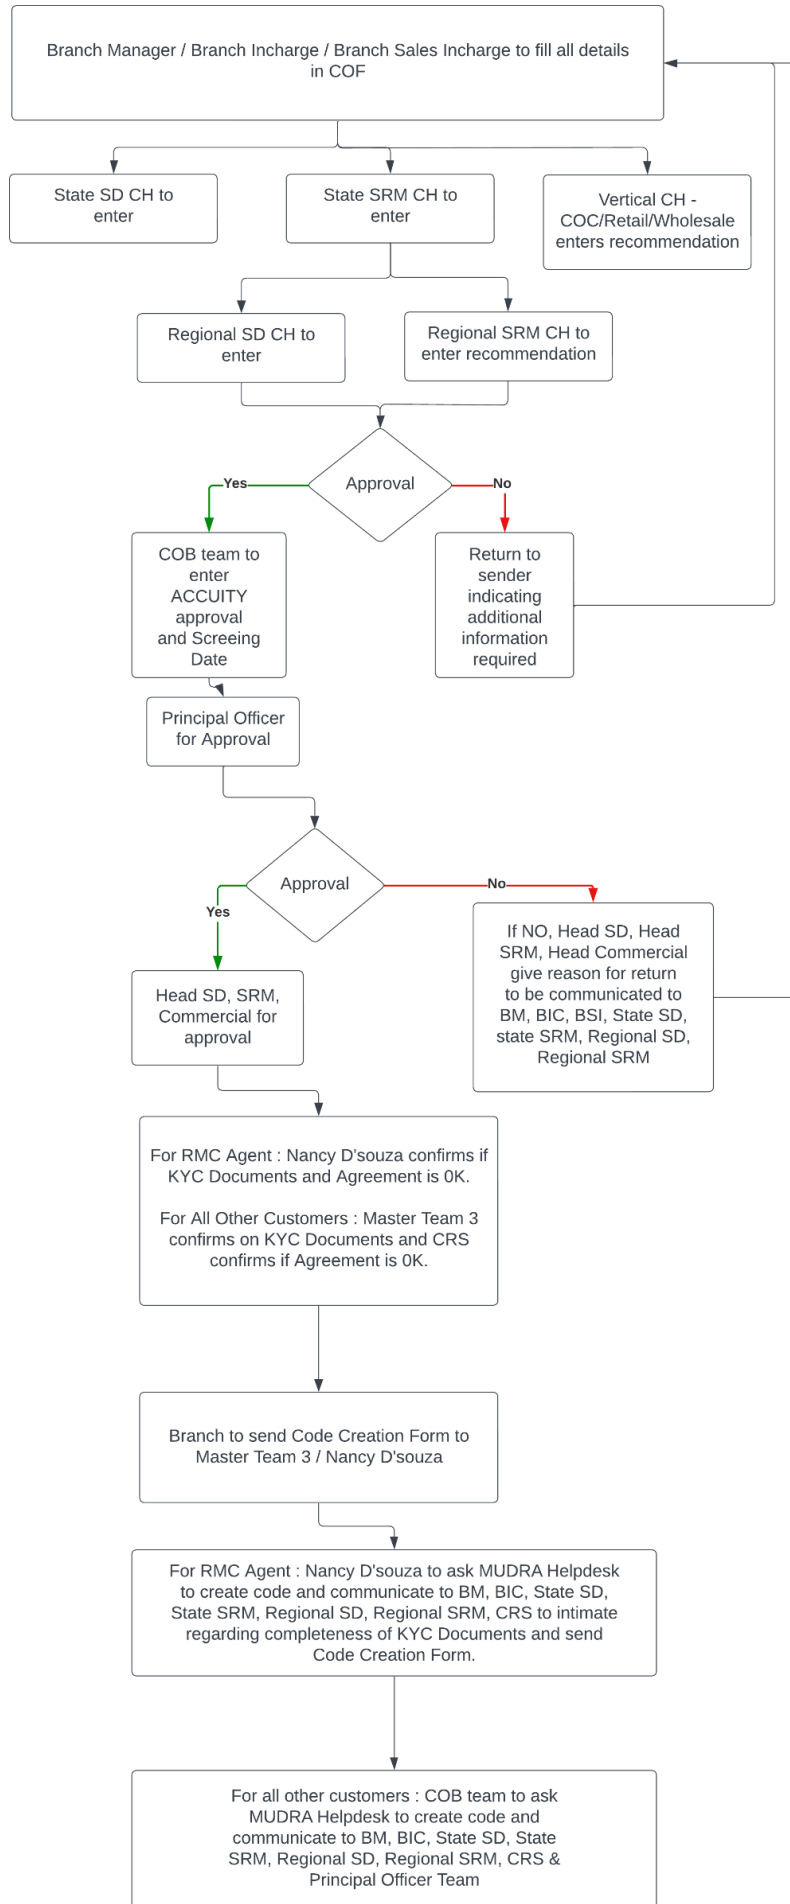 Branch Manager / Branch Incharge / Branch Sales Incharge to fill all details
in COF
State SD CH to
enter
State SRM CH to
enter
Vertical CH -
COC/Retail/Wholesale
enters recommendation
Regional SD CH to
enter
Regional SRM CH to
enter recommendation
Approval
Yes
No
COB team to
enter
ACCUITY
approval
and Screeing
Date
Return to
sender
indicating
additional
information
required
Principal Officer
for Approval
Approval
Yes
No
If NO, Head SD, Head
SRM, Head Commercial
give reason for return
to be communicated to
BM, BIC, BSI, State SD,
state SRM, Regional SD,
Regional SRM
Head SD, SRM,
Commercial for
approval
For RMC Agent : Nancy D'souza confirms if
KYC Documents and Agreement is 0K.
For All Other Customers : Master Team 3
confirms on KYC Documents and CRS
confirms if Agreement is 0K.
Branch to send Code Creation Form to
Master Team 3 / Nancy D'souza
For RMC Agent : Nancy D'souza to ask MUDRA Helpdesk
to create code and communicate to BM, BIC, State SD,
State SRM, Regional SD, Regional SRM, CRS to intimate
regarding completeness of KYC Documents and send
Code Creation Form.
For all other customers : COB team to ask
MUDRA Helpdesk to create code and
communicate to BM, BIC, State SD, State
SRM, Regional SD, Regional SRM, CRS &
Principal Officer Team